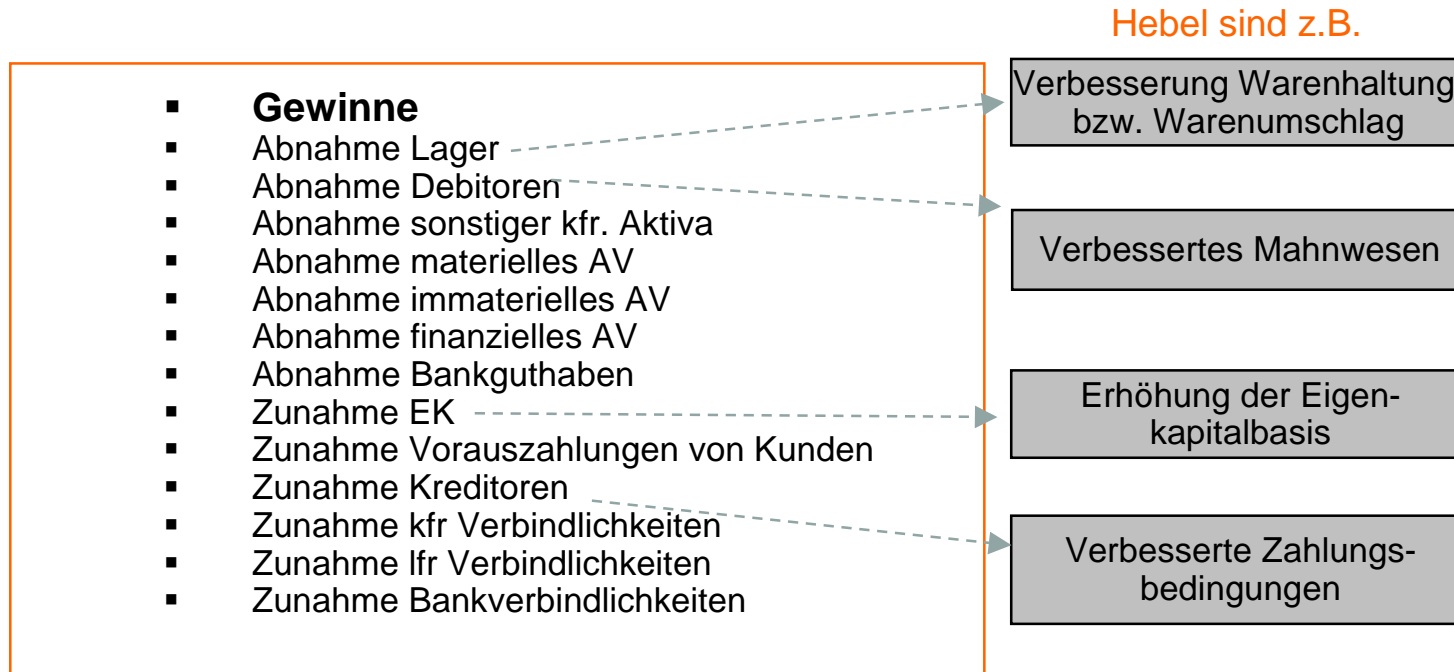 Hebel sind z.B.
▪ Gewinne
▪ Abnahme Lager
▪ Abnahme Debitoren
▪ Abnahme sonstiger kfr. Aktiva
▪ Abnahme materielles AV
▪ Abnahme immaterielles AV
▪ Abnahme finanzielles AV
▪ Abnahme Bankguthaben
▪ Zunahme EK
▪ Zunahme Vorauszahlungen von Kunden
▪ Zunahme Kreditoren
▪ Zunahme kfr Verbindlichkeiten
▪ Zunahme lfr Verbindlichkeiten
▪ Zunahme Bankverbindlichkeiten
Verbesserung Warenhaltung
bzw. Warenumschlag
Verbessertes Mahnwesen
Erhöhung der Eigen-
kapitalbasis
Verbesserte Zahlungs-
bedingungen